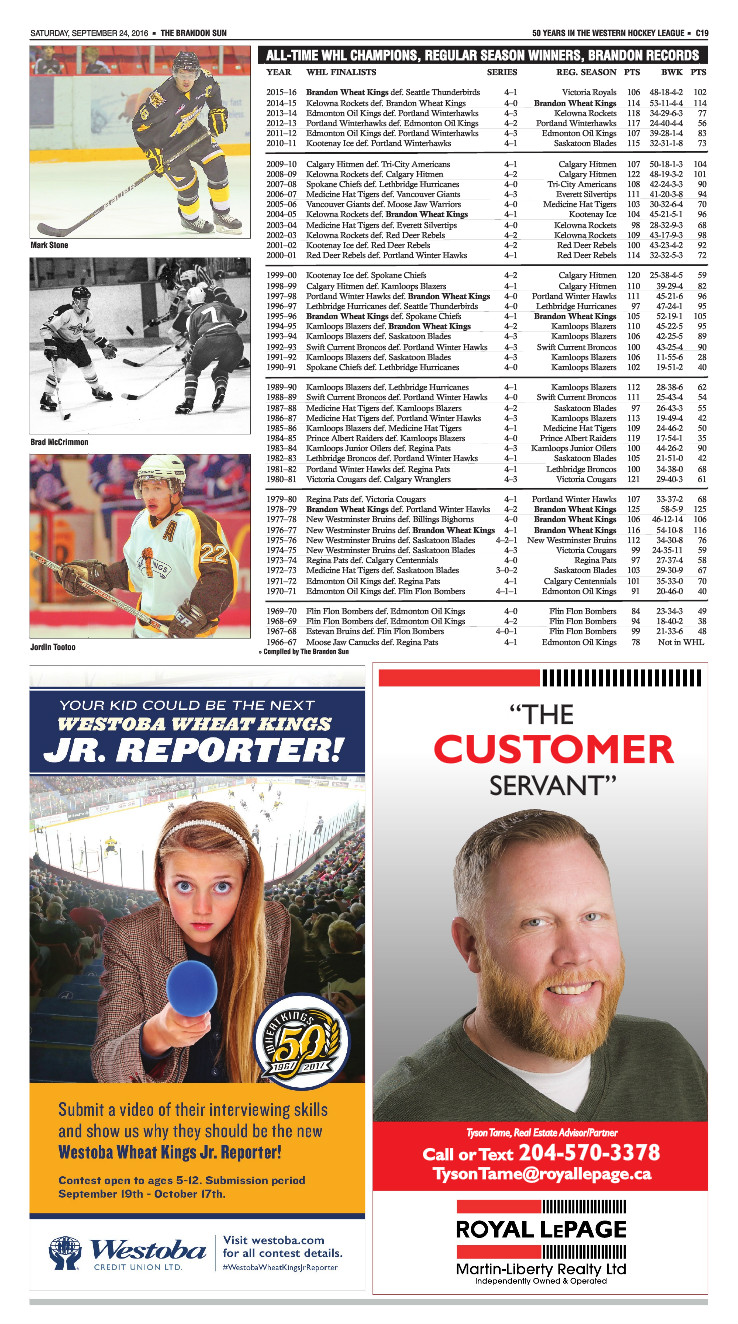 SATURDAY, SEPTEMBER 24, 2016 ▪ THE BRANDON SUN
50 YEARS IN THE WESTERN HOCKEY LEAGUE ▪ C19
Mark Stone
Brad McCrimmon
22
Jordin Tootoo
ALL-TIME WHL CHAMPIONS, REGULAR SEASON WINNERS, BRANDON RECORDS
YEAR WHL FINALISTS SERIES REG. SEASON PTS BWK PTS
2015–16 Brandon Wheat Kings def. Seattle Thunderbirds 4–1 Victoria Royals 106 48-18-4-2 102
2014–15 Kelowna Rockets def. Brandon Wheat Kings 4–0 Brandon Wheat Kings 114 53-11-4-4 114
2013–14 Edmonton Oil Kings def. Portland Winterhawks 4–3 Kelowna Rockets 118 34-29-6-3 77
2012–13 Portland Winterhawks def. Edmonton Oil Kings 4–2 Portland Winterhawks 117 24-40-4-4 56
2011–12 Edmonton Oil Kings def. Portland Winterhawks 4–3 Edmonton Oil Kings 107 39-28-1-4 83
2010–11 Kootenay Ice def. Portland Winterhawks 4–1 Saskatoon Blades 115 32-31-1-8 73
2009–10 Calgary Hitmen def. Tri-City Americans 4–1 Calgary Hitmen 107 50-18-1-3 104
2008–09 Kelowna Rockets def. Calgary Hitmen 4–2 Calgary Hitmen 122 48-19-3-2 101
2007–08 Spokane Chiefs def. Lethbridge Hurricanes 4–0 Tri-City Americans 108 42-24-3-3 90
2006–07 Medicine Hat Tigers def. Vancouver Giants 4–3 Everett Silvertips 111 41-20-3-8 94
2005–06 Vancouver Giants def. Moose Jaw Warriors 4–0 Medicine Hat Tigers 103 30-32-6-4 70
2004–05 Kelowna Rockets def. Brandon Wheat Kings 4–1 Kootenay Ice 104 45-21-5-1 96
2003–04 Medicine Hat Tigers def. Everett Silvertips 4–0 Kelowna Rockets 98 28-32-9-3 68
2002–03 Kelowna Rockets def. Red Deer Rebels 4–2 Kelowna Rockets 109 43-17-9-3 98
2001–02 Kootenay Ice def. Red Deer Rebels 4–2 Red Deer Rebels 100 43-23-4-2 92
2000–01 Red Deer Rebels def. Portland Winter Hawks 4–1 Red Deer Rebels 114 32-32-5-3 72
1999–00 Kootenay Ice def. Spokane Chiefs 4–2 Calgary Hitmen 120 25-38-4-5 59
1998–99 Calgary Hitmen def. Kamloops Blazers 4–1 Calgary Hitmen 110 39-29-4 82
1997–98 Portland Winter Hawks def. Brandon Wheat Kings 4–0 Portland Winter Hawks 111 45-21-6 96
1996–97 Lethbridge Hurricanes def. Seattle Thunderbirds 4–0 Lethbridge Hurricanes 97 47-24-1 95
1995–96 Brandon Wheat Kings def. Spokane Chiefs 4–1 Brandon Wheat Kings 105 52-19-1 105
1994–95 Kamloops Blazers def. Brandon Wheat Kings 4–2 Kamloops Blazers 110 45-22-5 95
1993–94 Kamloops Blazers def. Saskatoon Blades 4–3 Kamloops Blazers 106 42-25-5 89
1992–93 Swift Current Broncos def. Portland Winter Hawks 4–3 Swift Current Broncos 100 43-25-4 90
1991–92 Kamloops Blazers def. Saskatoon Blades 4–3 Kamloops Blazers 106 11-55-6 28
1990–91 Spokane Chiefs def. Lethbridge Hurricanes 4–0 Kamloops Blazers 102 19-51-2 40
1989–90 Kamloops Blazers def. Lethbridge Hurricanes 4–1 Kamloops Blazers 112 28-38-6 62
1988–89 Swift Current Broncos def. Portland Winter Hawks 4–0 Swift Current Broncos 111 25-43-4 54
1987–88 Medicine Hat Tigers def. Kamloops Blazers 4–2 Saskatoon Blades 97 26-43-3 55
1986–87 Medicine Hat Tigers def. Portland Winter Hawks 4–3 Kamloops Blazers 113 19-49-4 42
1985–86 Kamloops Blazers def. Medicine Hat Tigers 4–1 Medicine Hat Tigers 109 24-46-2 50
1984–85 Prince Albert Raiders def. Kamloops Blazers 4–0 Prince Albert Raiders 119 17-54-1 35
1983–84 Kamloops Junior Oilers def. Regina Pats 4–3 Kamloops Junior Oilers 100 44-26-2 90
1982–83 Lethbridge Broncos def. Portland Winter Hawks 4–1 Saskatoon Blades 105 21-51-0 42
1981–82 Portland Winter Hawks def. Regina Pats 4–1 Lethbridge Broncos 100 34-38-0 68
1980–81 Victoria Cougars def. Calgary Wranglers 4–3 Victoria Cougars 121 29-40-3 61
1979–80 Regina Pats def. Victoria Cougars 4–1 Portland Winter Hawks 107 33-37-2 68
1978–79 Brandon Wheat Kings def. Portland Winter Hawks 4–2 Brandon Wheat Kings 125 58-5-9 125
1977–78 New Westminster Bruins def. Billings Bighorns 4–0 Brandon Wheat Kings 106 46-12-14 106
1976–77 New Westminster Bruins def. Brandon Wheat Kings 4–1 Brandon Wheat Kings 116 54-10-8 116
1975–76 New Westminster Bruins def. Saskatoon Blades 4–2–1 New Westminster Bruins 112 34-30-8 76
1974–75 New Westminster Bruins def. Saskatoon Blades 4–3 Victoria Cougars 99 24-35-11 59
1973–74 Regina Pats def. Calgary Centennials 4–0 Regina Pats 97 27-37-4 58
1972–73 Medicine Hat Tigers def. Saskatoon Blades 3–0–2 Saskatoon Blades 103 29-30-9 67
1971–72 Edmonton Oil Kings def. Regina Pats 4–1 Calgary Centennials 101 35-33-0 70
1970–71 Edmonton Oil Kings def. Flin Flon Bombers 4–1–1 Edmonton Oil Kings 91 20-46-0 40
1969–70 Flin Flon Bombers def. Edmonton Oil Kings 4–0 Flin Flon Bombers 84 23-34-3 49
1968–69 Flin Flon Bombers def. Edmonton Oil Kings 4–2 Flin Flon Bombers 94 18-40-2 38
1967–68 Estevan Bruins def. Flin Flon Bombers 4–0–1 Flin Flon Bombers 99 21-33-6 48
1966–67 Moose Jaw Canucks def. Regina Pats 4–1 Edmonton Oil Kings 78 Not in WHL
» Compiled by The Brandon Sun
YOUR KID COULD BE THE NEXT
WESTOBA WHEAT KINGS
JR. REPORTER!
WHEAT KINGS
50
1967 2017
Submit a video of their interviewing skills
and show us why they should be the new
Westoba Wheat Kings Jr. Reporter!
Contest open to ages 5-12. Submission period
September 19th - October 17th.
Westoba
CREDIT UNION LTD.
Visit westoba.com
for all contest details.
#WestobaWheatKingsJrReporter
“THE
CUSTOMER
SERVANT”
Tyson Tame, Real Estate Advisor/Partner
Call or Text 204-570-3378
TysonTame@royallepage.ca
ROYAL LEPAGE
Martin-Liberty Realty Ltd
Independently Owned & Operated